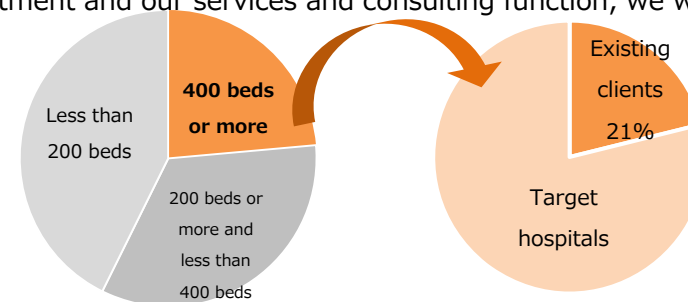 tment and our services and consulting function, we w
400 beds
or more
Less than
200 beds
200 beds or
more and
less than
400 beds
Existing
clients
21%
Target
hospitals